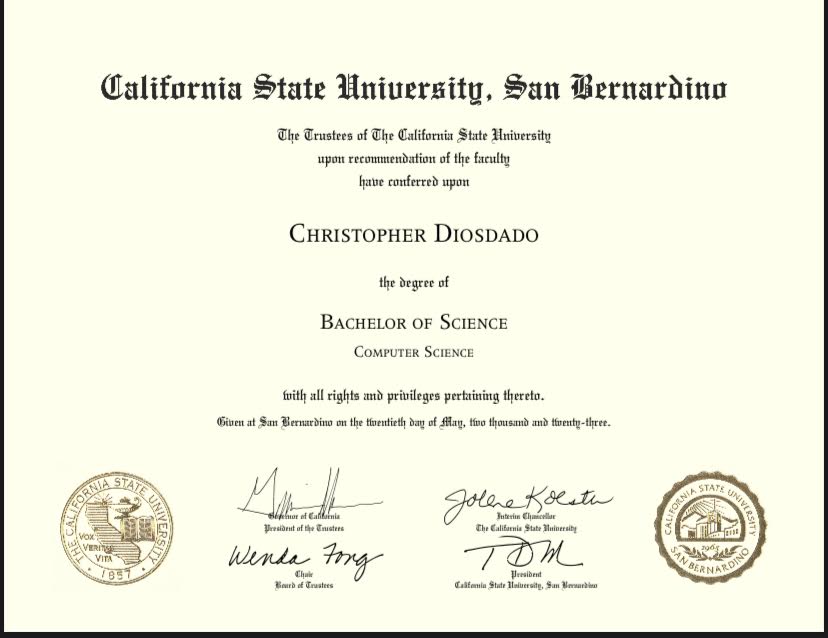 California State University, San Bernardino
The Trustees of The California State University
upon recommendation of the faculty
have conferred upon
CHRISTOPHER DIOSDADO
the degree of
BACHELOR OF SCIENCE
COMPUTER SCIENCE
with all rights and privileges pertaining thereto.
Given at San Bernardino on the twentieth day of May, two thousand and twenty-three.
Governor of California
President of the Trustees
Jolene Koester
Interim Chancellor
The California State University
Wenda Fong
Chair
Board of Trustees
President
California State University, San Bernardino
THE CALIFORNIA STATE UNIVERSITY
VOX
VERITAS
VITA
1857
CALIFORNIA STATE UNIVERSITY
1965
SAN BERNARDINO